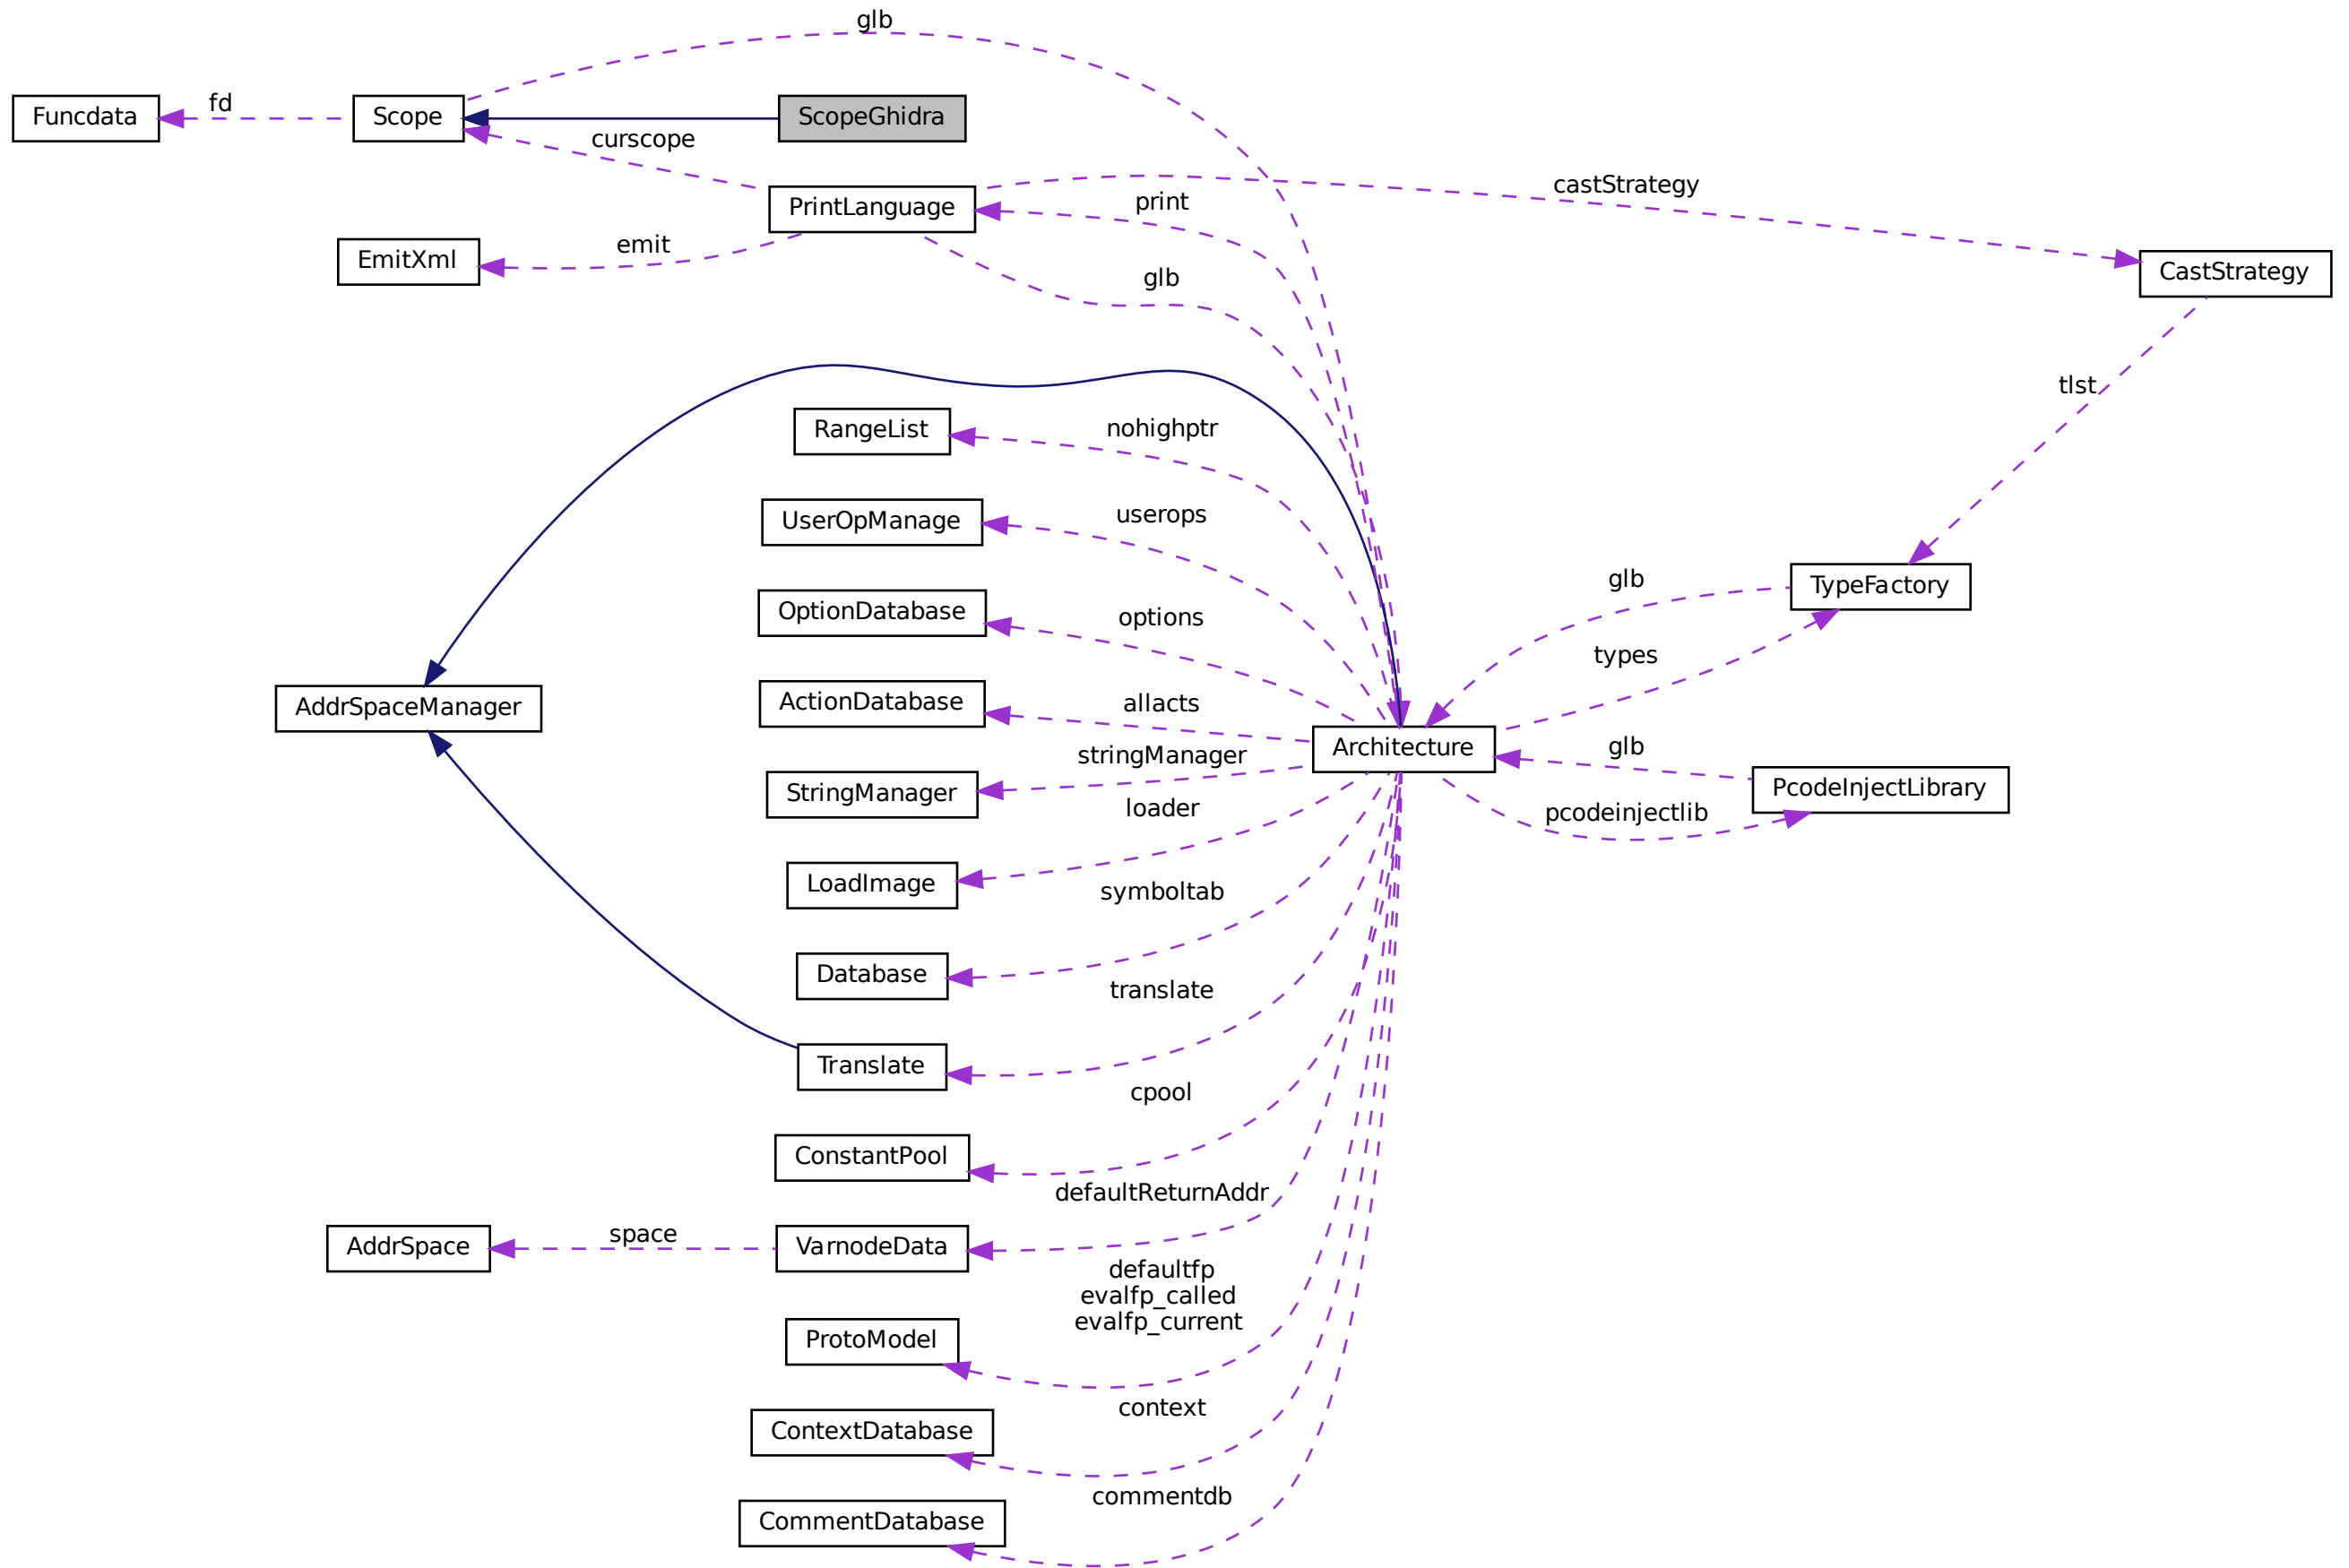 glb
Funcdata
fd
Scope
ScopeGhidra
curscope
PrintLanguage
print
castStrategy
emit
EmitXml
glb
CastStrategy
tlst
RangeList
nohighptr
UserOpManage
userops
OptionDatabase
options
glb
TypeFactory
types
AddrSpaceManager
ActionDatabase
allacts
Architecture
glb
StringManager
stringManager
PcodeInjectLibrary
pcodeinjectlib
loader
LoadImage
symboltab
Database
translate
Translate
cpool
ConstantPool
defaultReturnAddr
AddrSpace
space
VarnodeData
defaultfp
evalfp_called
evalfp_current
ProtoModel
context
ContextDatabase
commentdb
CommentDatabase